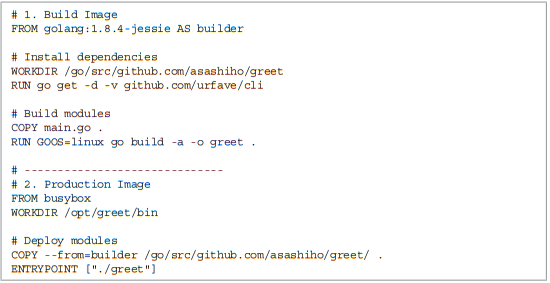 # 1. Build Image
FROM golang:1.8.4-jessie AS builder
# Install dependencies
WORKDIR /go/src/github.com/asashiho/greet
RUN go get -d -v github.com/urfave/cli
# Build modules
COPY main.go .
RUN GOOS=linux go build -a -o greet .
# ------------------------------
# 2. Production Image
FROM busybox
WORKDIR /opt/greet/bin
# Deploy modules
COPY --from=builder /go/src/github.com/asashiho/greet/ .
ENTRYPOINT ["./greet"]